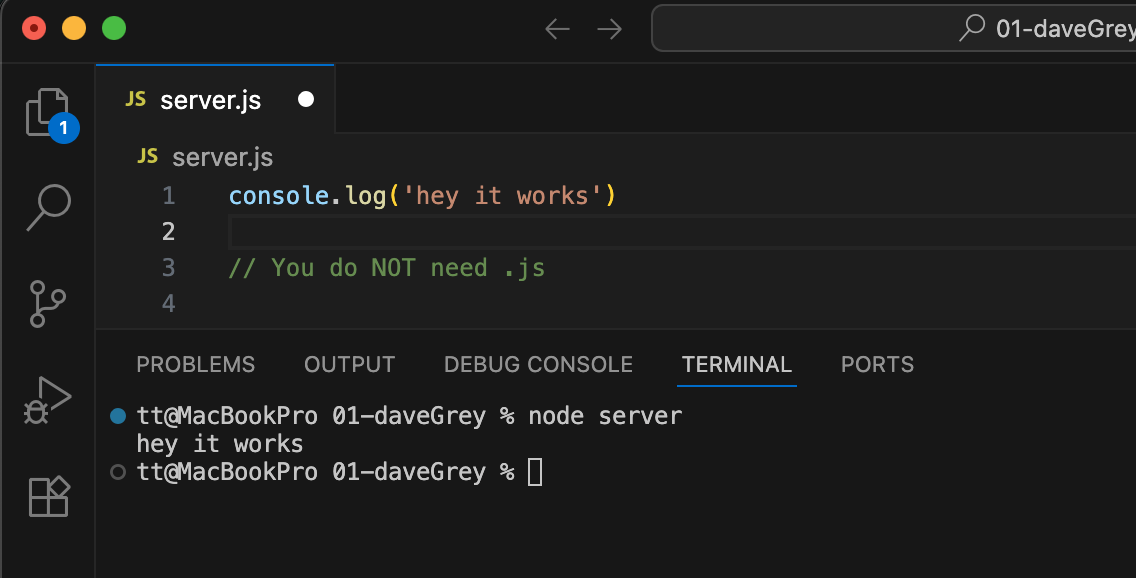 01-daveGrey
JS server.js
JS server.js
1 console.log('hey it works')
2
3 // You do NOT need .js
4
1
PROBLEMS OUTPUT DEBUG CONSOLE TERMINAL PORTS
tt@MacBookPro 01-daveGrey % node server
hey it works
tt@MacBookPro 01-daveGrey %